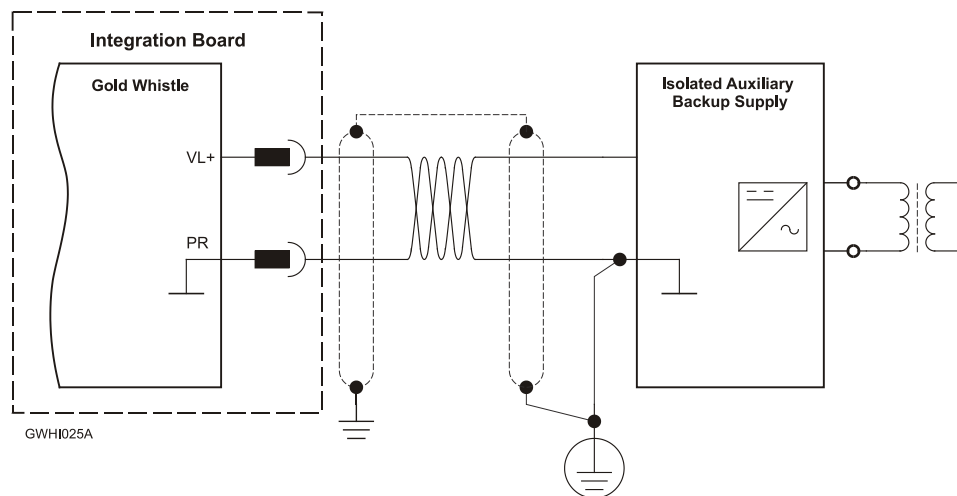 Integration Board
Gold Whistle
VL+
PR
Isolated Auxiliary
Backup Supply
GWHI025A